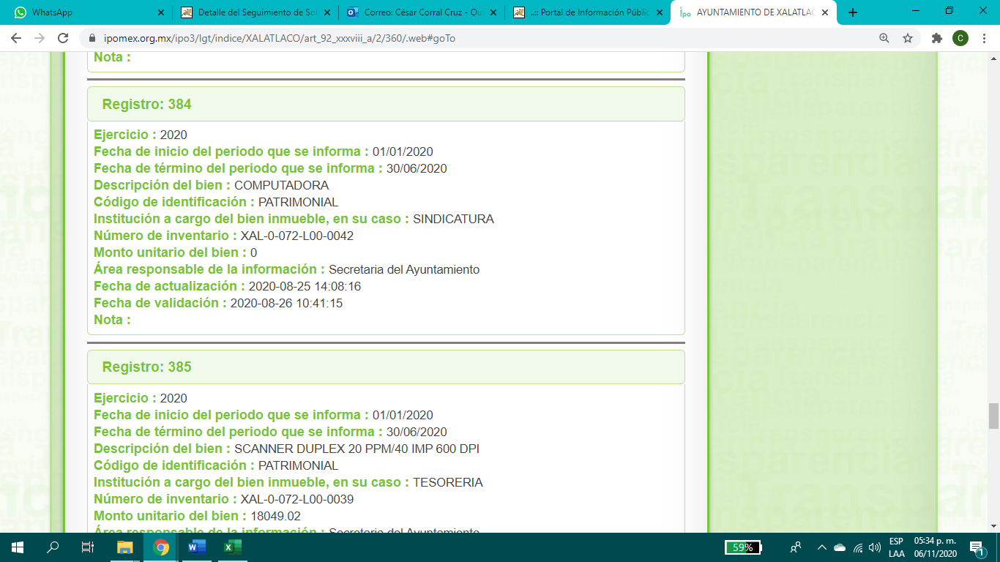 WhatsApp
Detalle del Seguimiento de Sol
Correo: César Corral Cruz - Ou
..:: Portal de Información Públic
ipo
AYUNTAMIENTO DE XALATLAC
ipomex.org.mx/ipo3/lgt/indice/XALATLACO/art_92_xxxviii_a/2/360/.web#goTo
C
Nota :
Registro: 384
Ejercicio : 2020
Fecha de inicio del periodo que se informa : 01/01/2020
Fecha de término del periodo que se informa : 30/06/2020
Descripción del bien : COMPUTADORA
Código de identificación : PATRIMONIAL
Institución a cargo del bien inmueble, en su caso : SINDICATURA
Número de inventario : XAL-0-072-L00-0042
Monto unitario del bien : 0
Área responsable de la información : Secretaria del Ayuntamiento
Fecha de actualización : 2020-08-25 14:08:16
Fecha de validación : 2020-08-26 10:41:15
Nota :
Registro: 385
Ejercicio : 2020
Fecha de inicio del periodo que se informa : 01/01/2020
Fecha de término del periodo que se informa : 30/06/2020
Descripción del bien : SCANNER DUPLEX 20 PPM/40 IMP 600 DPI
Código de identificación : PATRIMONIAL
Institución a cargo del bien inmueble, en su caso : TESORERIA
Número de inventario : XAL-0-072-L00-0039
Monto unitario del bien : 18049.02
Área responsable de la información : Secretaria del Ayuntamiento
59%
ESP
LAA
05:34 p. m.
06/11/2020
1